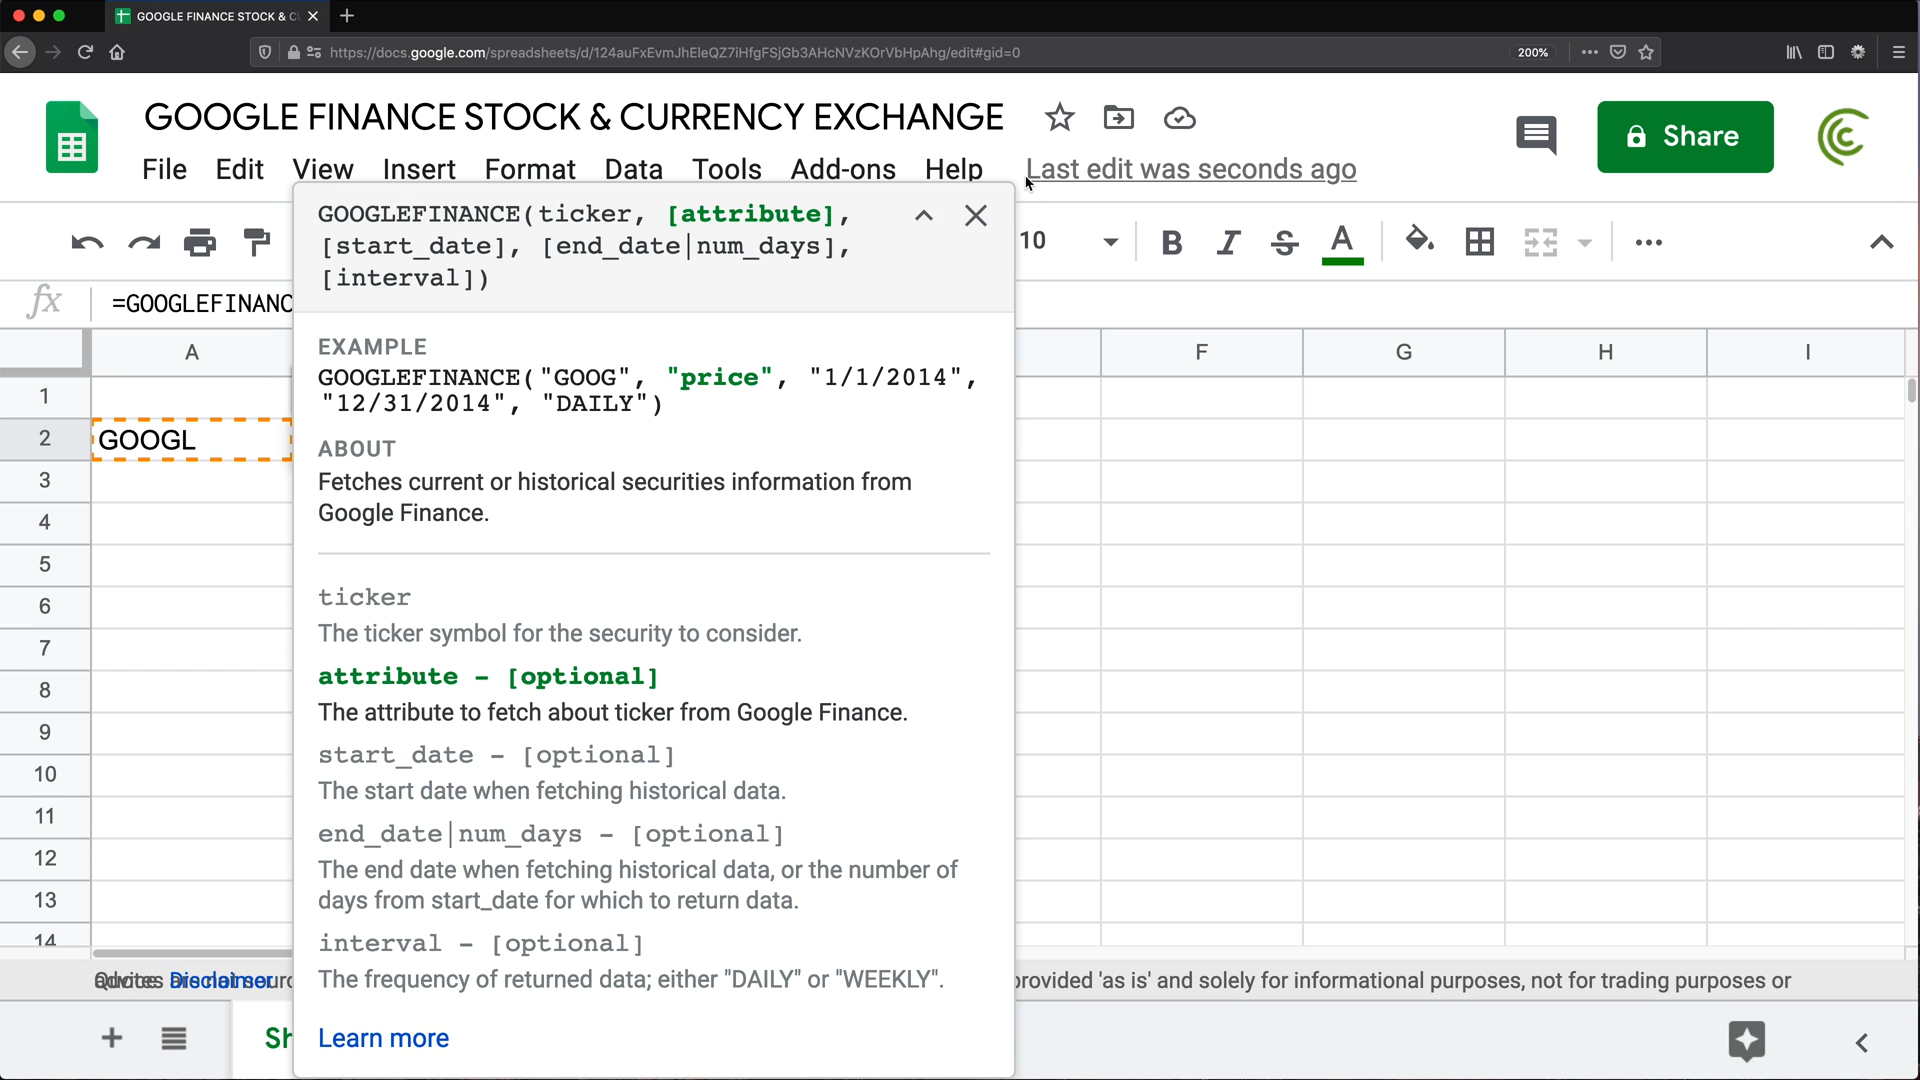 GOOGLE FINANCE STOCK & C
https://docs.google.com/spreadsheets/d/124auFxEvmJhEleQZ7iHfgFSjGb3AHcNVzKOrVbHpAhg/edit#gid=0
200%
GOOGLE FINANCE STOCK & CURRENCY EXCHANGE
Share
File Edit View Insert Format Data Tools Add-ons Help Last edit was seconds ago
GOOGLEFINANCE(ticker, [attribute],
[start_date], [end_date|num_days],
[interval])
10 B I S A
fx =GOOGLEFINANC
A F G H I
EXAMPLE
GOOGLEFINANCE("GOOG", "price", "1/1/2014",
"12/31/2014", "DAILY")
1
2 GOOGL
3
4
5
6
7
8
9
10
11
12
13
14
ABOUT
Fetches current or historical securities information from
Google Finance.
ticker
The ticker symbol for the security to consider.
attribute - [optional]
The attribute to fetch about ticker from Google Finance.
start_date - [optional]
The start date when fetching historical data.
end_date|num_days - [optional]
The end date when fetching historical data, or the number of
days from start_date for which to return data.
interval - [optional]
The frequency of returned data; either "DAILY" or "WEEKLY".
Disclaimer
provided 'as is' and solely for informational purposes, not for trading purposes or
Learn more
Sh